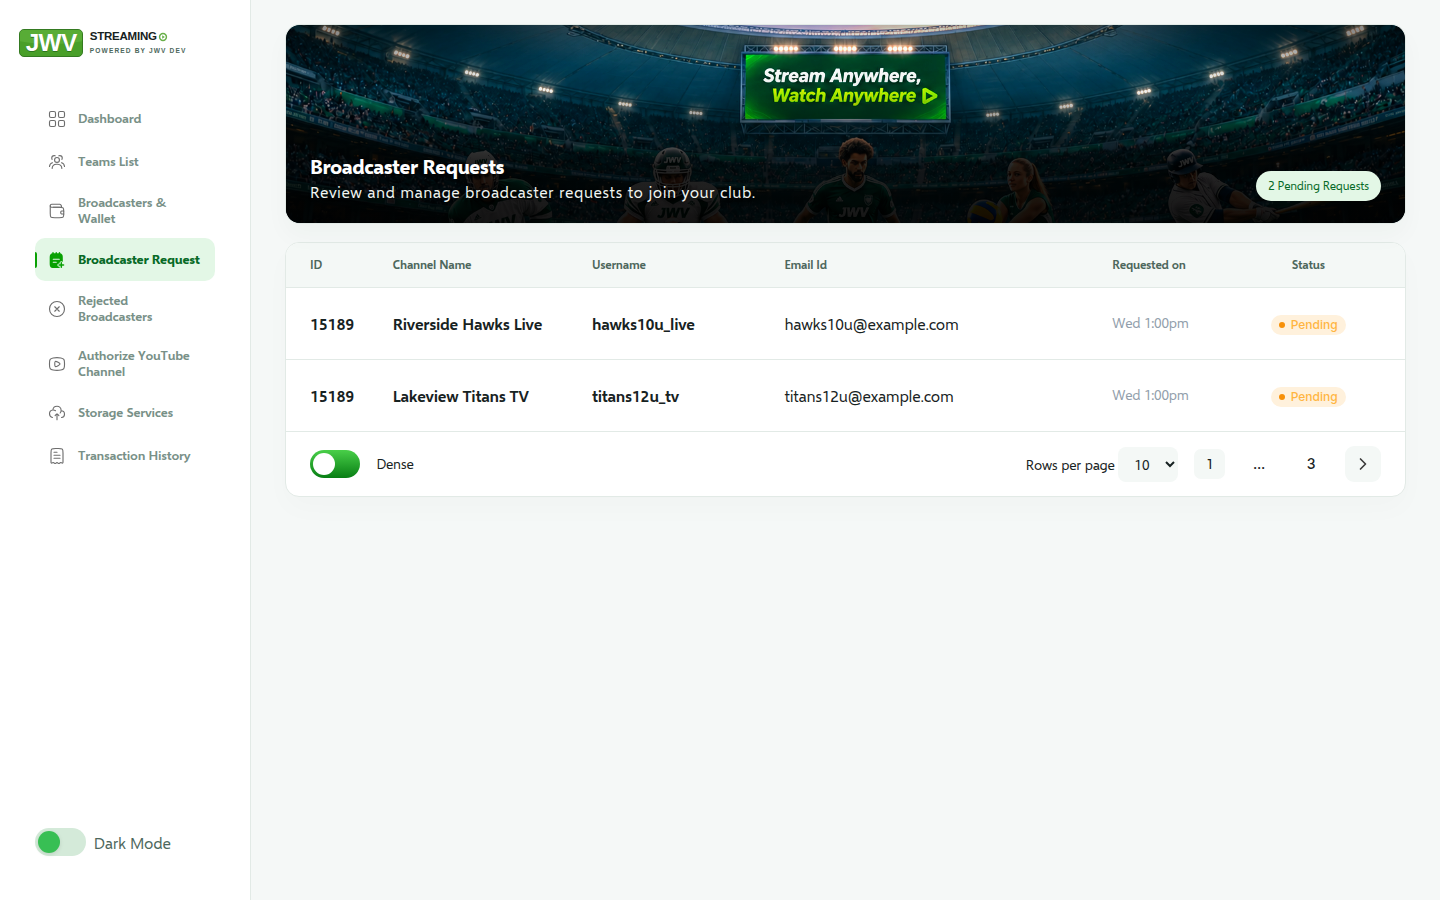 JWV STREAMING
POWERED BY JWV DEV
Dashboard
Teams List
Broadcasters &
Wallet
Broadcaster Request
Rejected
Broadcasters
Authorize YouTube
Channel
Storage Services
Transaction History
Dark Mode
Stream Anywhere,
Watch Anywhere
JWV
JWV
JWV
JWV
Broadcaster Requests
Review and manage broadcaster requests to join your club.
2 Pending Requests
ID Channel Name Username Email Id Requested on Status
15189 Riverside Hawks Live hawks10u_live hawks10u@example.com Wed 1:00pm Pending
15189 Lakeview Titans TV titans12u_tv titans12u@example.com Wed 1:00pm Pending
Dense Rows per page 10 1 ... 3